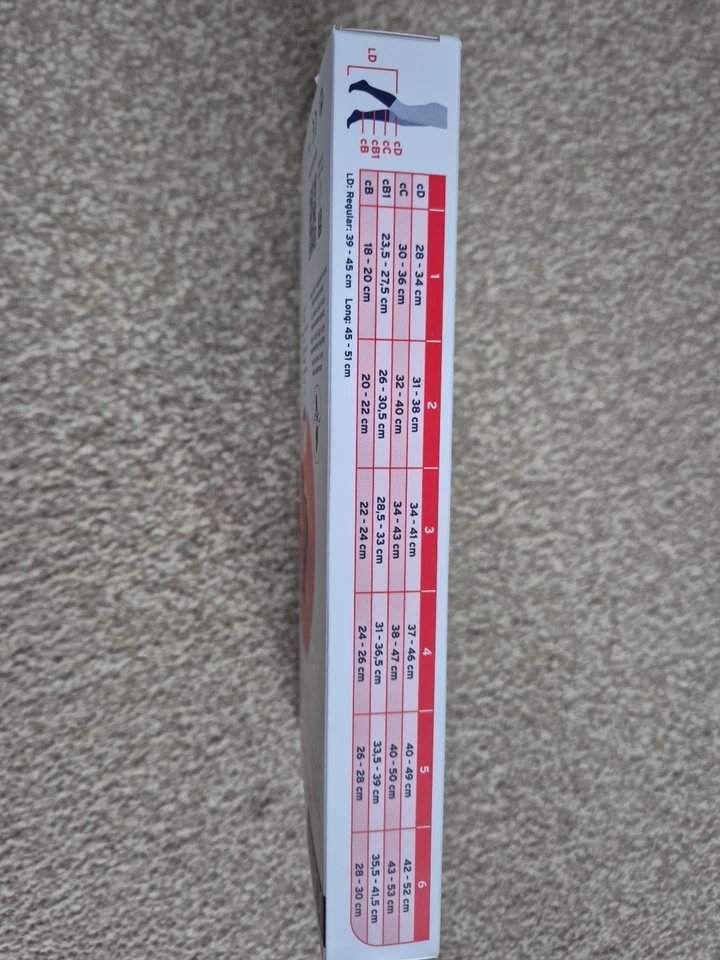 LD
cD
cC
cB1
cB
1 2 3 4 5 6
cD 28 - 34 cm 31 - 38 cm 34 - 41 cm 37 - 46 cm 40 - 49 cm 42 - 52 cm
cC 30 - 36 cm 32 - 40 cm 34 - 43 cm 38 - 47 cm 40 - 50 cm 43 - 53 cm
cB1 23,5 - 27,5 cm 26 - 30,5 cm 28,5 - 33 cm 31 - 36,5 cm 33,5 - 39 cm 35,5 - 41,5 cm
cB 18 - 20 cm 20 - 22 cm 22 - 24 cm 24 - 26 cm 26 - 28 cm 28 - 30 cm
LD: Regular: 39 - 45 cm Long: 45 - 51 cm